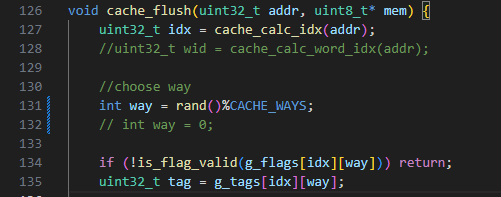 126 void cache_flush(uint32_t addr, uint8_t* mem) {
127 uint32_t idx = cache_calc_idx(addr);
128 //uint32_t wid = cache_calc_word_idx(addr);
129
130 //choose way
131 int way = rand()%CACHE_WAYS;
132 // int way = 0;
133
134 if (!is_flag_valid(g_flags[idx][way])) return;
135 uint32_t tag = g_tags[idx][way];